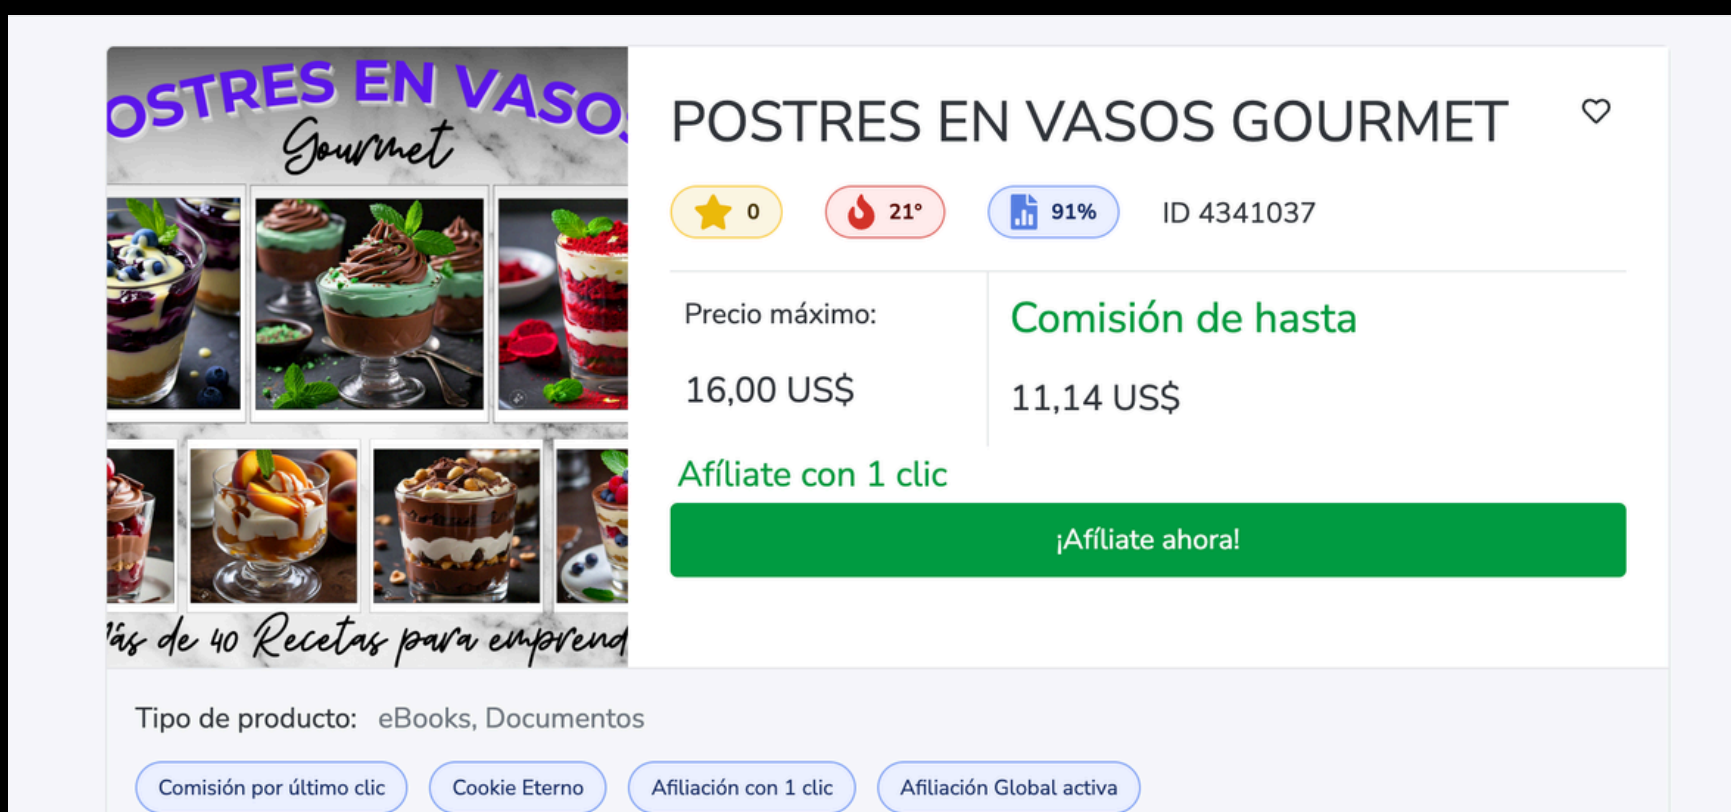 OSTRES EN VASOS
Gourmet
ás de 40 Recetas para emprend
POSTRES EN VASOS GOURMET
0
21°
91%
ID 4341037
Precio máximo:
16,00 US$
Comisión de hasta
11,14 US$
Afíliate con 1 clic
¡Afíliate ahora!
Tipo de producto: eBooks, Documentos
Comisión por último clic
Cookie Eterno
Afiliación con 1 clic
Afiliación Global activa